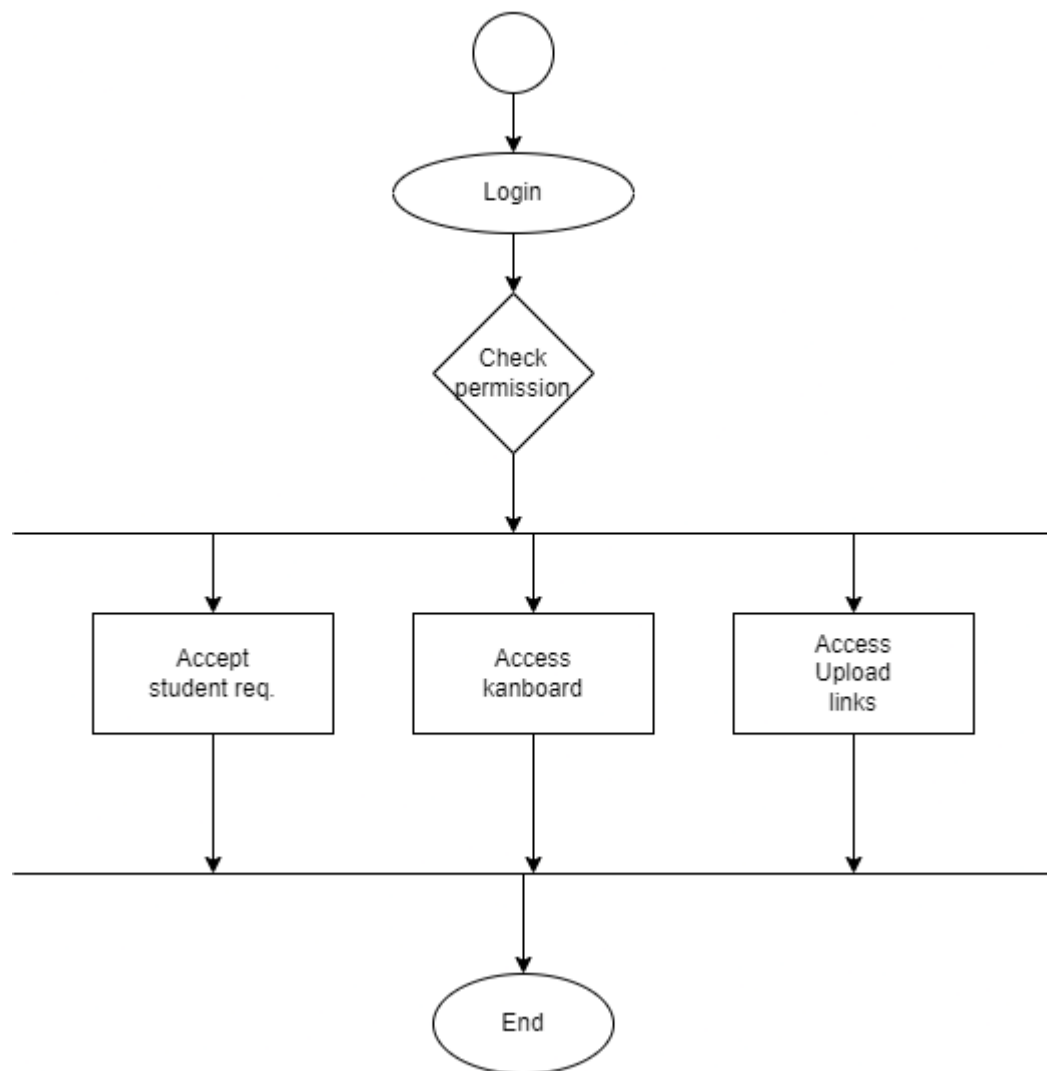 Login
Check
permission
Accept
student req.
Access
kanboard
Access
Upload
links
End